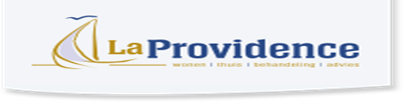 La Providence
wonen | thuis | behandeling | advies